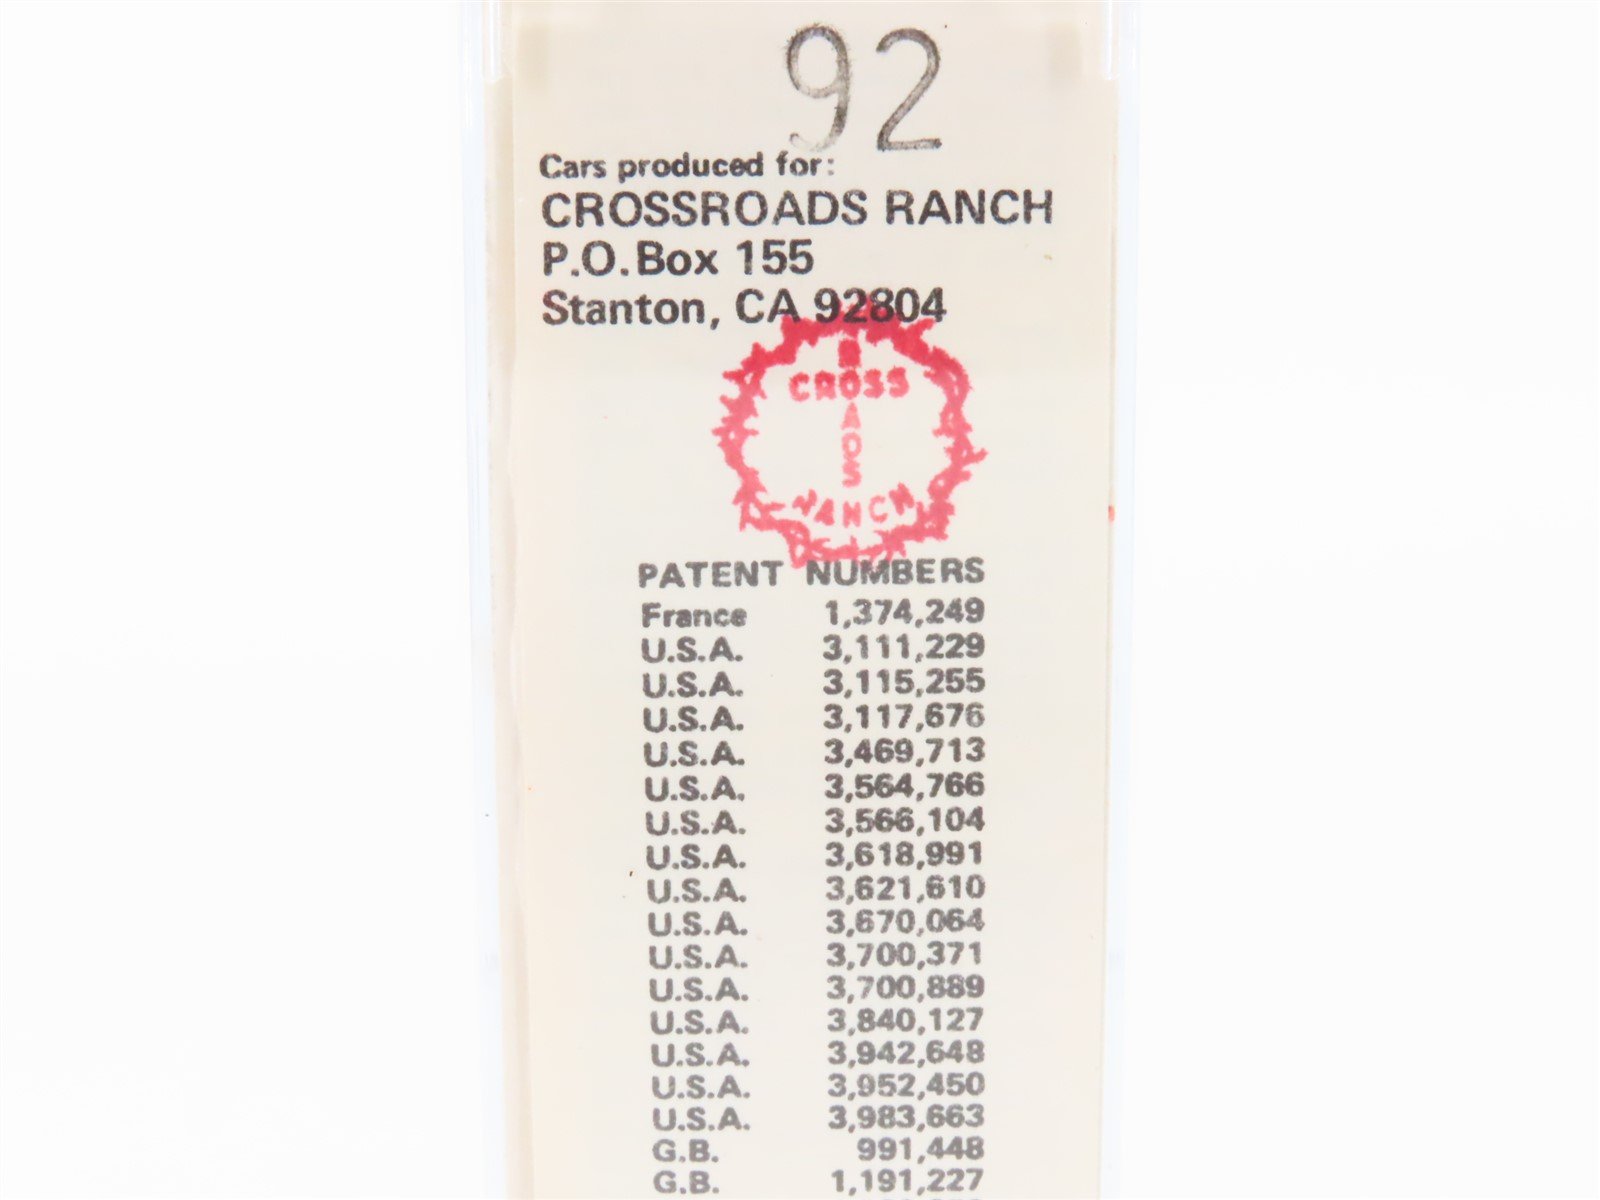 92
Cars produced for:
CROSSROADS RANCH
P.O. Box 155
Stanton, CA 92804
CROSS
RANCH
PATENT NUMBERS
France 1,374,249
U.S.A. 3,111,229
U.S.A. 3,115,255
U.S.A. 3,117,676
U.S.A. 3,469,713
U.S.A. 3,564,766
U.S.A. 3,566,104
U.S.A. 3,618,991
U.S.A. 3,621,610
U.S.A. 3,670,064
U.S.A. 3,700,371
U.S.A. 3,700,889
U.S.A. 3,840,127
U.S.A. 3,942,648
U.S.A. 3,952,450
U.S.A. 3,983,663
G.B. 991,448
G.B. 1,191,227